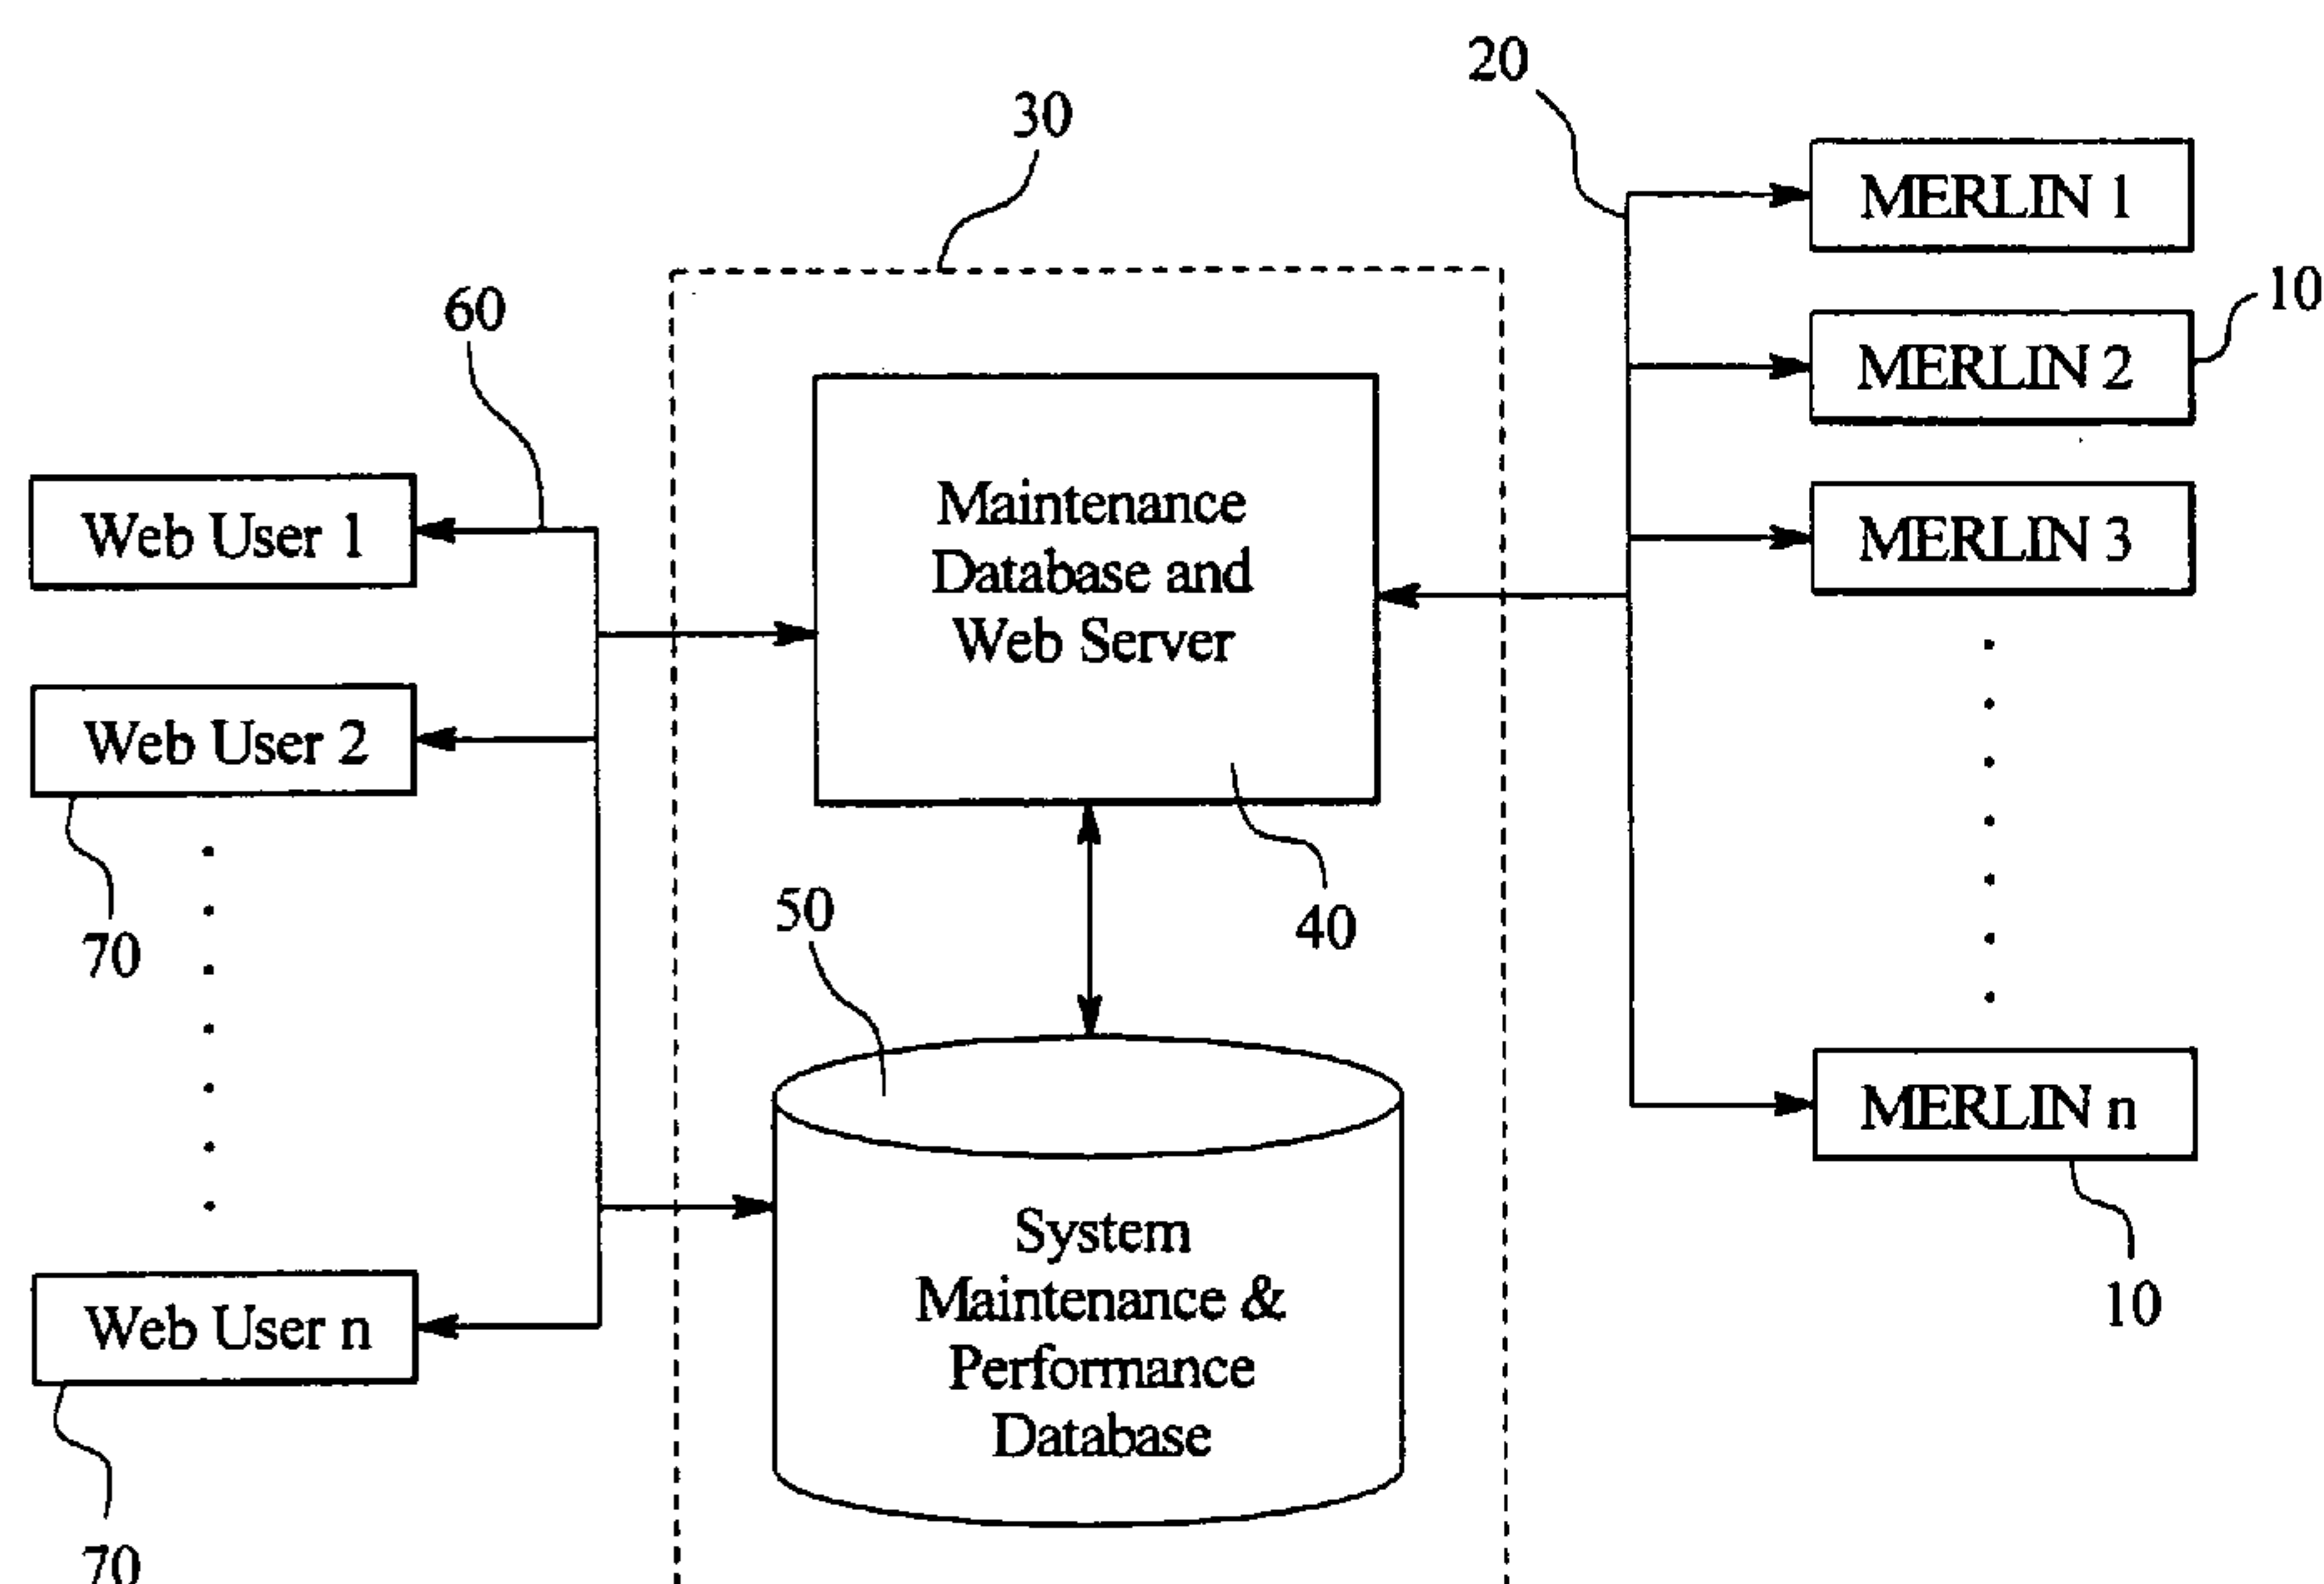 20
30
MERLIN 1
10
60
MERLIN 2
Maintenance
Database and
Web Server
Web User 1
MERLIN 3
Web User 2
50
40
70
MERLIN n
System
Maintenance &
Performance
Database
10
Web User n
70